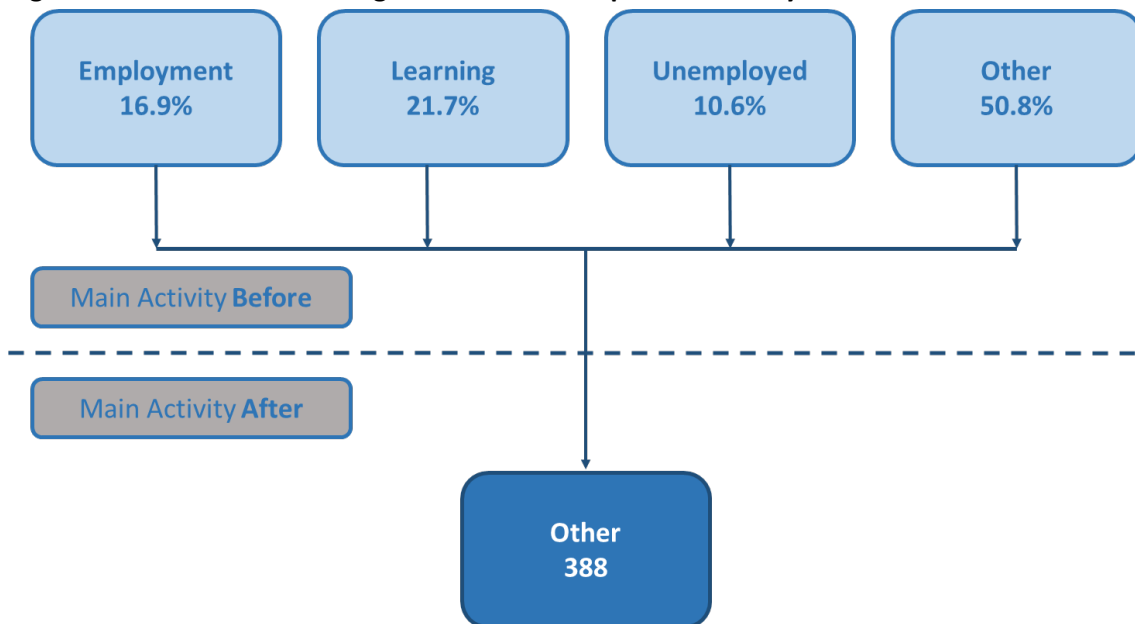 Employment
16.9%
Learning
21.7%
Unemployed
10.6%
Other
50.8%
Main Activity Before
Main Activity After
Other
388